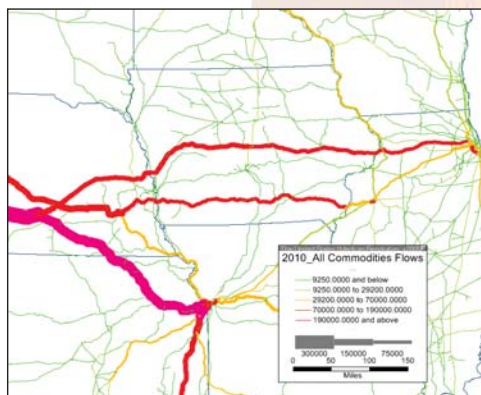 2010_All Commodities Flows
9250.0000 and below
9250.0000 to 29200.0000
29200.0000 to 70000.0000
70000.0000 to 190000.0000
190000.0000 and above
300000 150000 75000
0 50 100 150
Miles